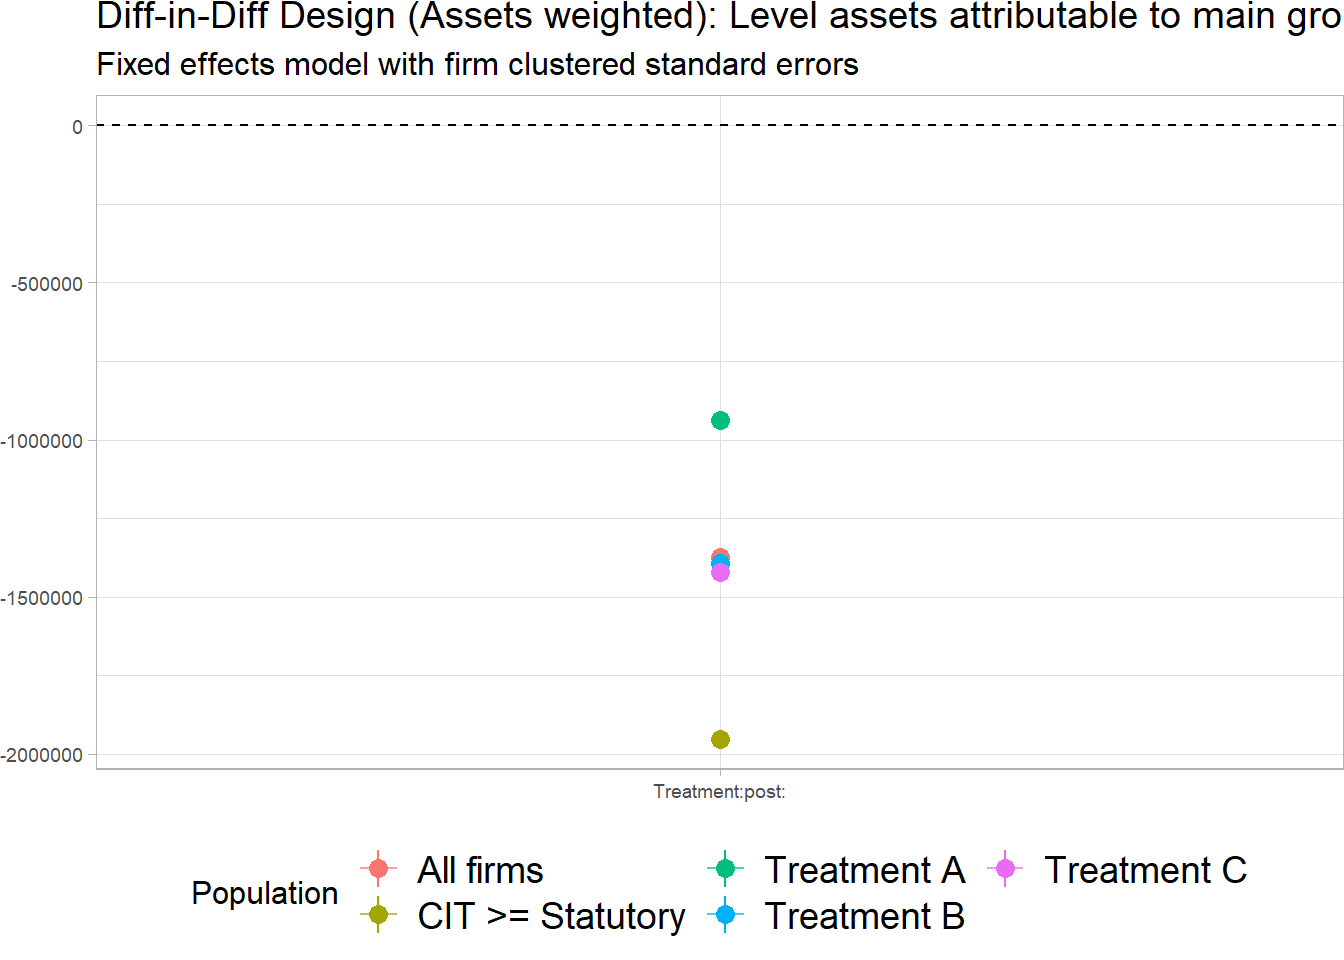 Diff-in-Diff Design (Assets weighted): Level assets attributable to main gro
Fixed effects model with firm clustered standard errors
0
-500000
-1000000
-1500000
-2000000
Treatment:post:
Population
All firms
CIT >= Statutory
Treatment A
Treatment B
Treatment C